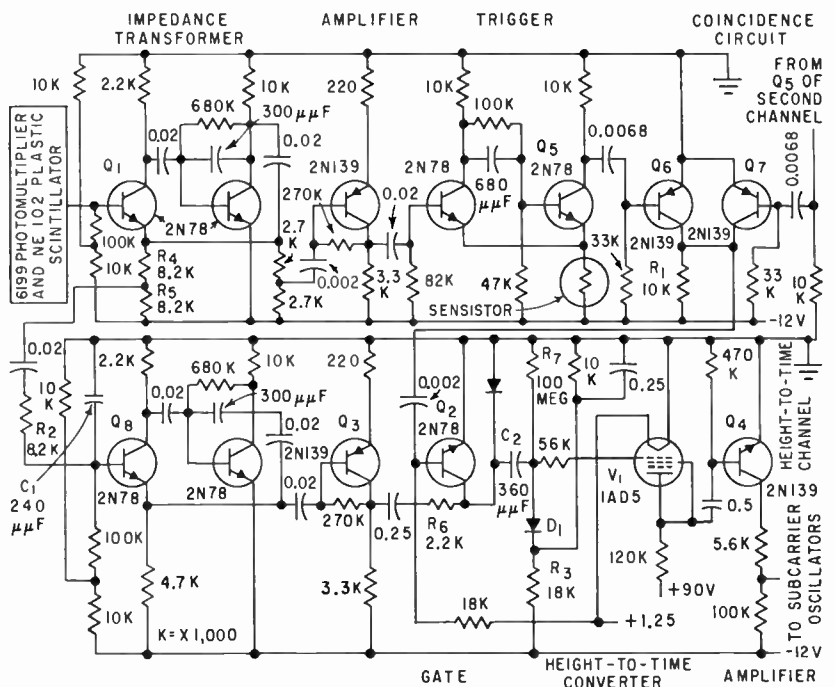 IMPEDANCE
TRANSFORMER
AMPLIFIER
TRIGGER
COINCIDENCE
CIRCUIT
FROM
Q5 OF
SECOND
CHANNEL
10K
2.2K
680K
300 μμF
10K
0.02
0.02
220
10K
100K
10K
0.0068
0.0068
6199 PHOTOMULTIPLIER
AND NE 102 PLASTIC
SCINTILLATOR
Q1
2N78
2N139
270K
0.02
2N78
680
μμF
Q5
2N78
Q6
2N139
Q7
2N139
100K
10K
R4
8.2K
R5
8.2K
2.7
K
2.7K
0.002
3.3
K
82K
47K
SENSISTOR
33K
R1
10K
33
K
10
K
-12V
0.02
R2
8.2K
C1
240
μμF
10
K
2.2K
0.02
680K
10K
300μμF
0.02
220
0.002
R7
100
MEG
10
K
0.25
470
K
HEIGHT-TO-TIME
CHANNEL
Q8
2N78
2N78
2N139
Q3
0.02
270K
0.25
Q2
2N78
R6
2.2K
C2
360
μμF
56K
D1
V1
1AD5
Q4
2N139
0.5
100K
10K
4.7K
K=X1,000
3.3K
18K
R3
18K
120K
+90V
+1.25
5.6K
100K
TO SUBCARRIER
OSCILLATORS
-12V
GATE
HEIGHT-TO-TIME
CONVERTER
AMPLIFIER